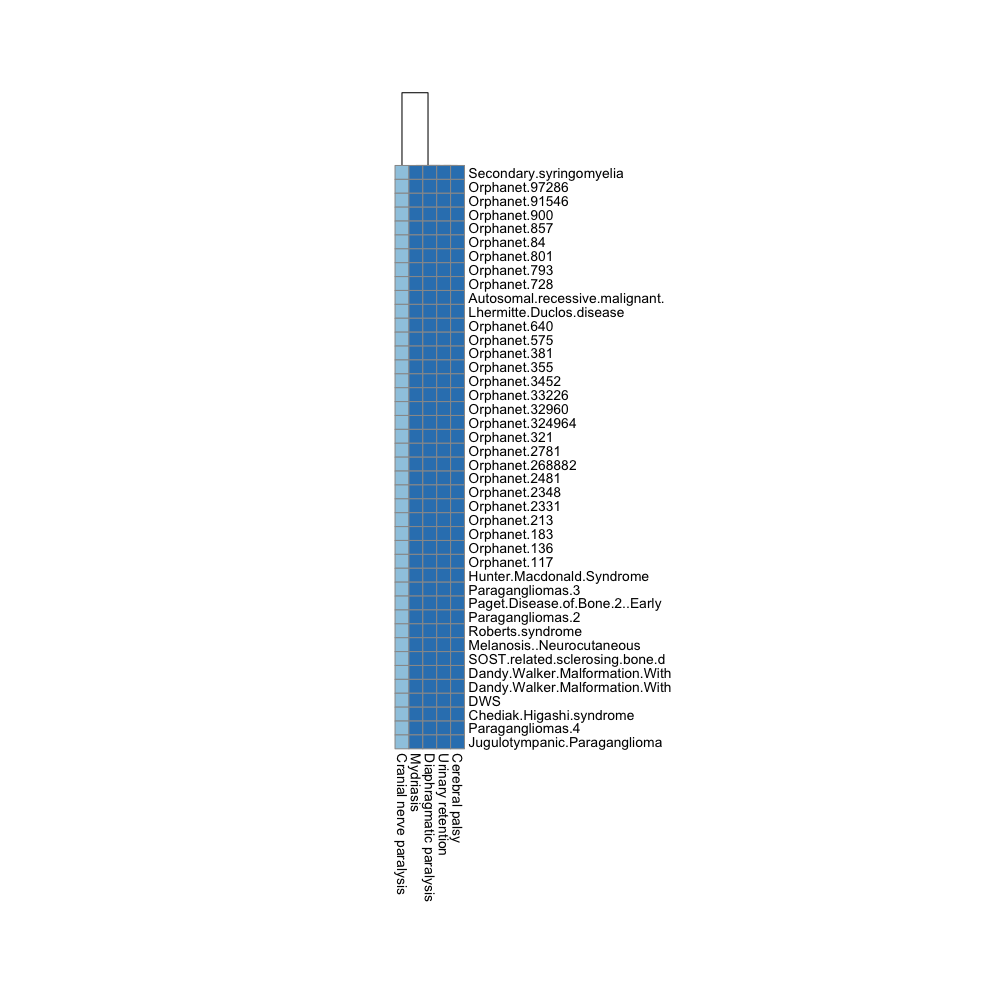 Secondary.syringomyelia
Orphanet.97286
Orphanet.91546
Orphanet.900
Orphanet.857
Orphanet.84
Orphanet.801
Orphanet.793
Orphanet.728
Autosomal.recessive.malignant.
Lhermitte.Duclos.disease
Orphanet.640
Orphanet.575
Orphanet.381
Orphanet.355
Orphanet.3452
Orphanet.33226
Orphanet.32960
Orphanet.324964
Orphanet.321
Orphanet.2781
Orphanet.268882
Orphanet.2481
Orphanet.2348
Orphanet.2331
Orphanet.213
Orphanet.183
Orphanet.136
Orphanet.117
Hunter.Macdonald.Syndrome
Paragangliomas.3
Paget.Disease.of.Bone.2..Early
Paragangliomas.2
Roberts.syndrome
Melanosis..Neurocutaneous
SOST.related.sclerosing.bone.d
Dandy.Walker.Malformation.With
Dandy.Walker.Malformation.With
DWS
Chediak.Higashi.syndrome
Paragangliomas.4
Jugulotympanic.Paraganglioma
Cranial nerve paralysis
Mydriasis
Diaphragmatic paralysis
Urinary retention
Cerebral palsy